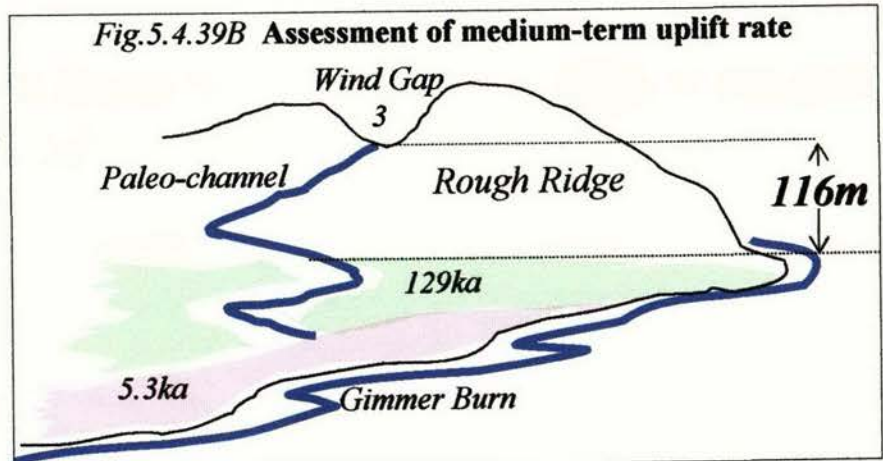 Fig.5.4.39B Assessment of medium-term uplift rate
Wind Gap
3
Paleo-channel
Rough Ridge
116m
129ka
5.3ka
Gimmer Burn